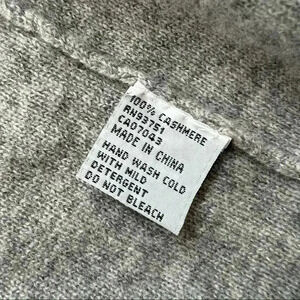 100% CASHMERE
RN93751
CA07043
MADE IN CHINA
HAND WASH COLD
WITH MILD
DETERGENT
DO NOT BLEACH